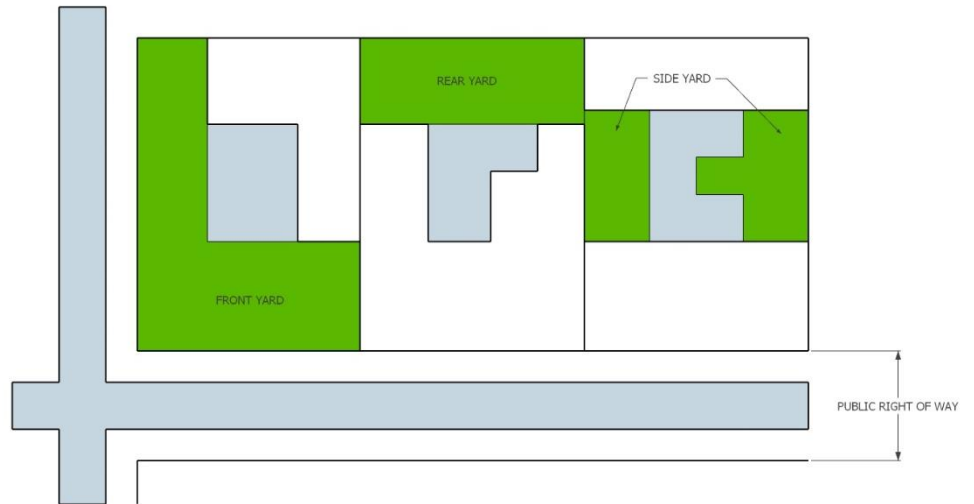 REAR YARD
SIDE YARD
FRONT YARD
PUBLIC RIGHT OF WAY